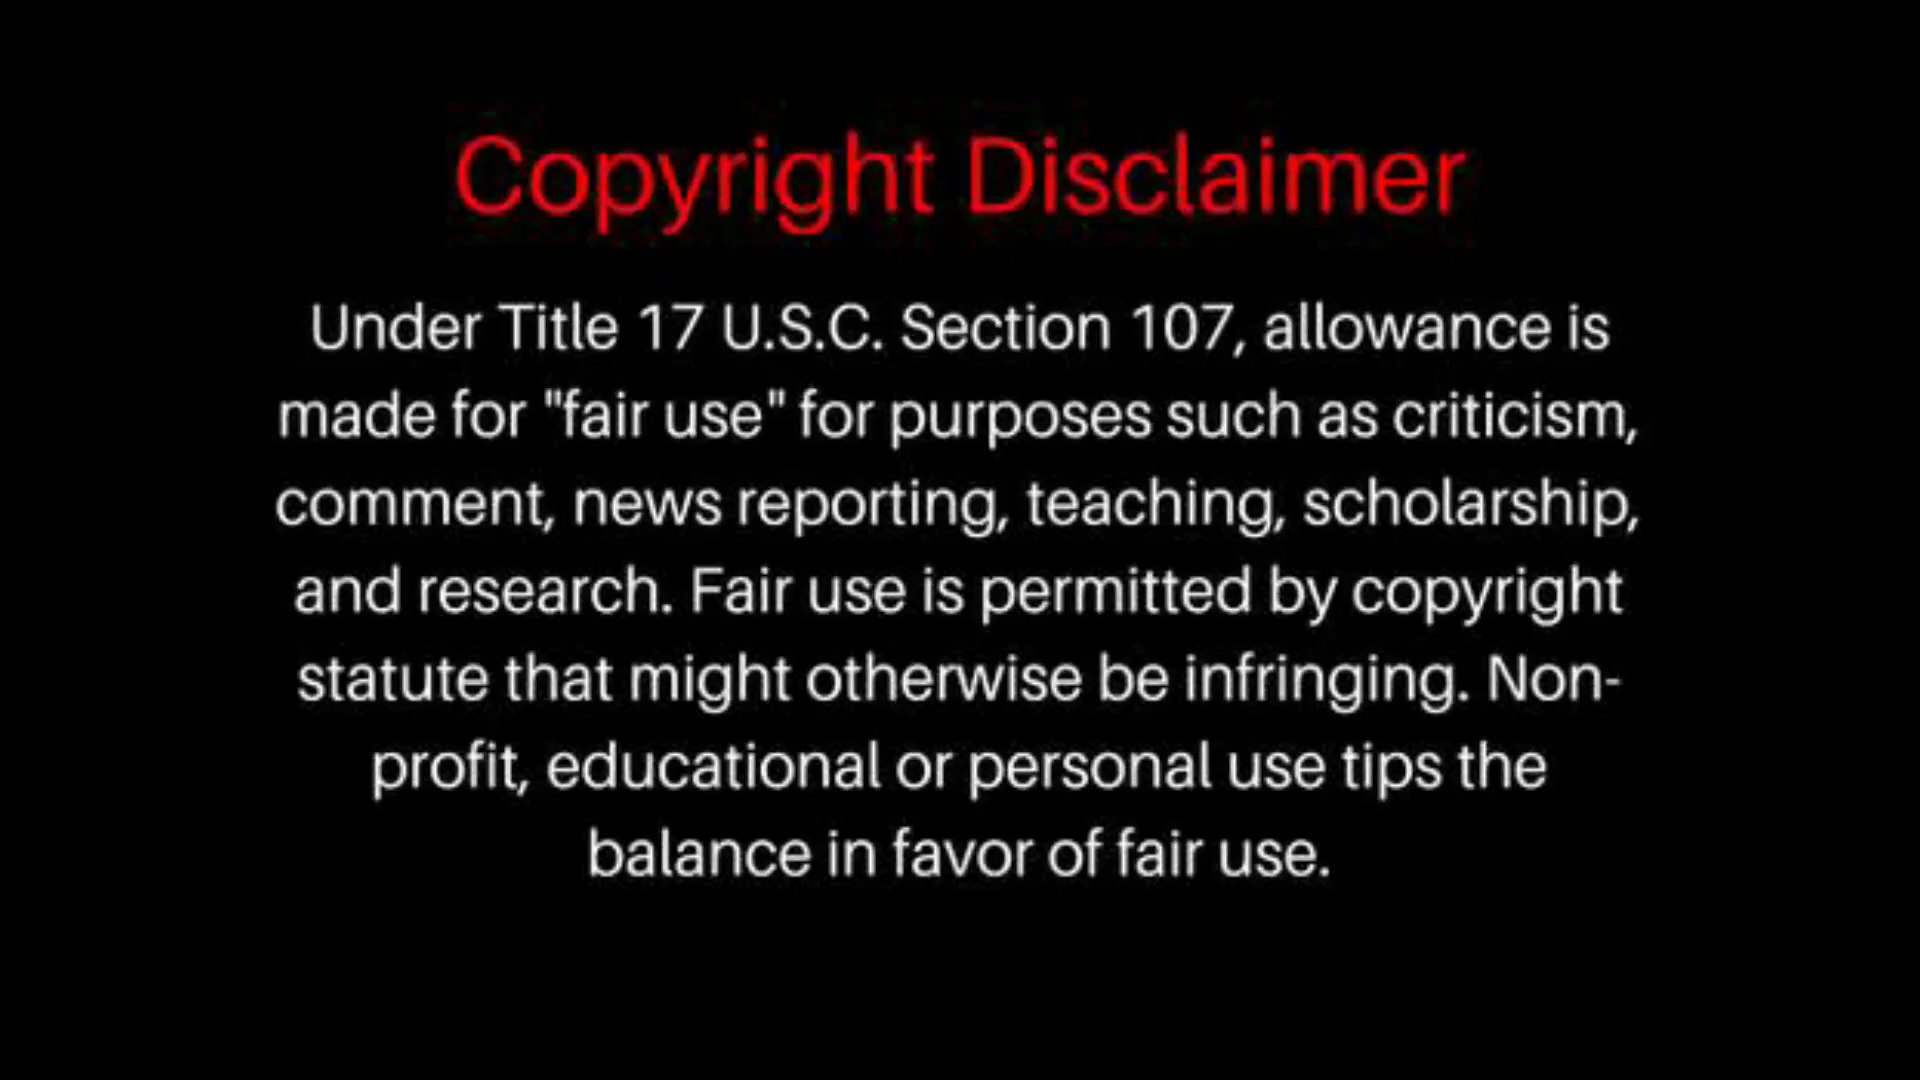 Copyright Disclaimer
Under Title 17 U.S.C. Section 107, allowance is
made for "fair use" for purposes such as criticism,
comment, news reporting, teaching, scholarship,
and research. Fair use is permitted by copyright
statute that might otherwise be infringing. Non-
profit, educational or personal use tips the
balance in favor of fair use.